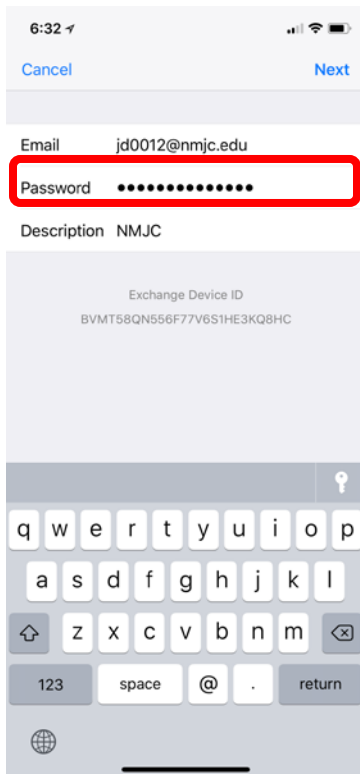 6:32
Cancel Next
Email jd0012@nmjc.edu
Password ●●●●●●●●●●●●●●
Description NMJC
Exchange Device ID
BVMT58QN556F77V6S1HE3KQ8HC
q w e r t y u i o p
a s d f g h j k l
z x c v b n m
123 space @ . return